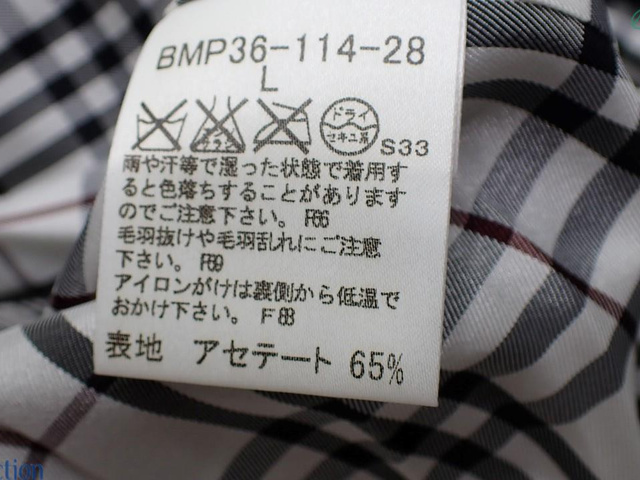 BMP36-114-28
L
ドライ
セキユ系
S33
雨や汗等で湿った状態で着用す
ると色落ちすることがあります
のでご注意下さい。 F66
毛羽抜けや毛羽乱れにご注意
下さい。 F69
アイロンがけは裏側から低温で
おかけ下さい。 F83
表地 アセテート 65%
ction